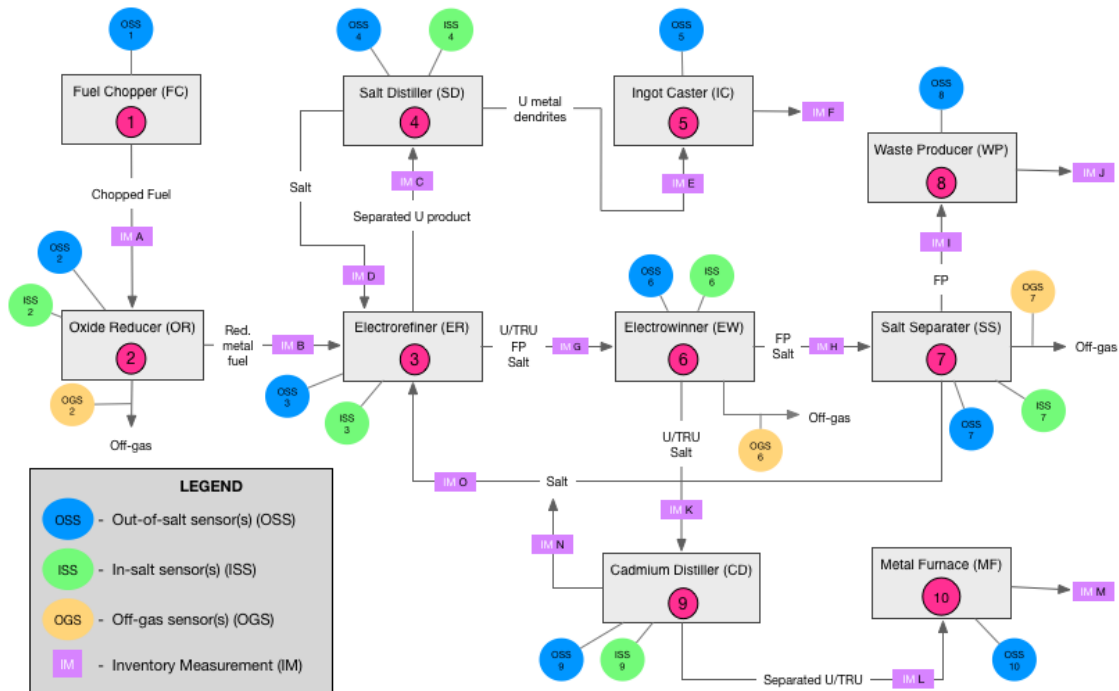 OSS
1
OSS
4
ISS
4
OSS
5
OSS
8
Fuel Chopper (FC)
1
Salt Distiller (SD)
4
U metal
dendrites
Ingot Caster (IC)
5
IM F
Waste Producer (WP)
8
IM J
Chopped Fuel
Salt
IM C
Separated U product
IM E
IM A
IM I
FP
OSS
2
ISS
2
IM D
OSS
6
ISS
6
OGS
7
Oxide Reducer (OR)
2
Red.
metal
fuel
IM B
Electrorefiner (ER)
3
U/TRU
FP
Salt
IM G
Electrowinner (EW)
6
FP
Salt
IM H
Salt Separater (SS)
7
Off-gas
OGS
2
Off-gas
OSS
3
ISS
3
U/TRU
Salt
OGS
6
Off-gas
OSS
7
ISS
7
IM O
Salt
IM K
IM N
Cadmium Distiller (CD)
9
Metal Furnace (MF)
10
IM M
OSS
9
ISS
9
Separated U/TRU
IM L
OSS
10
LEGEND
OSS - Out-of-salt sensor(s) (OSS)
ISS - In-salt sensor(s) (ISS)
OGS - Off-gas sensor(s) (OGS)
IM - Inventory Measurement (IM)